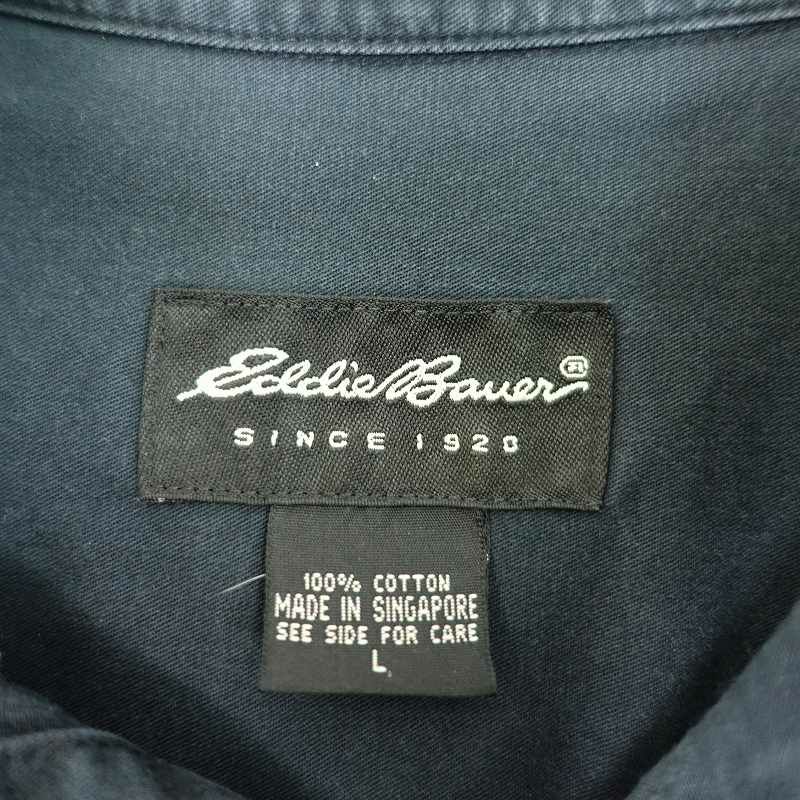 Eddie Bauer®
SINCE 1920
100% COTTON
MADE IN SINGAPORE
SEE SIDE FOR CARE
L